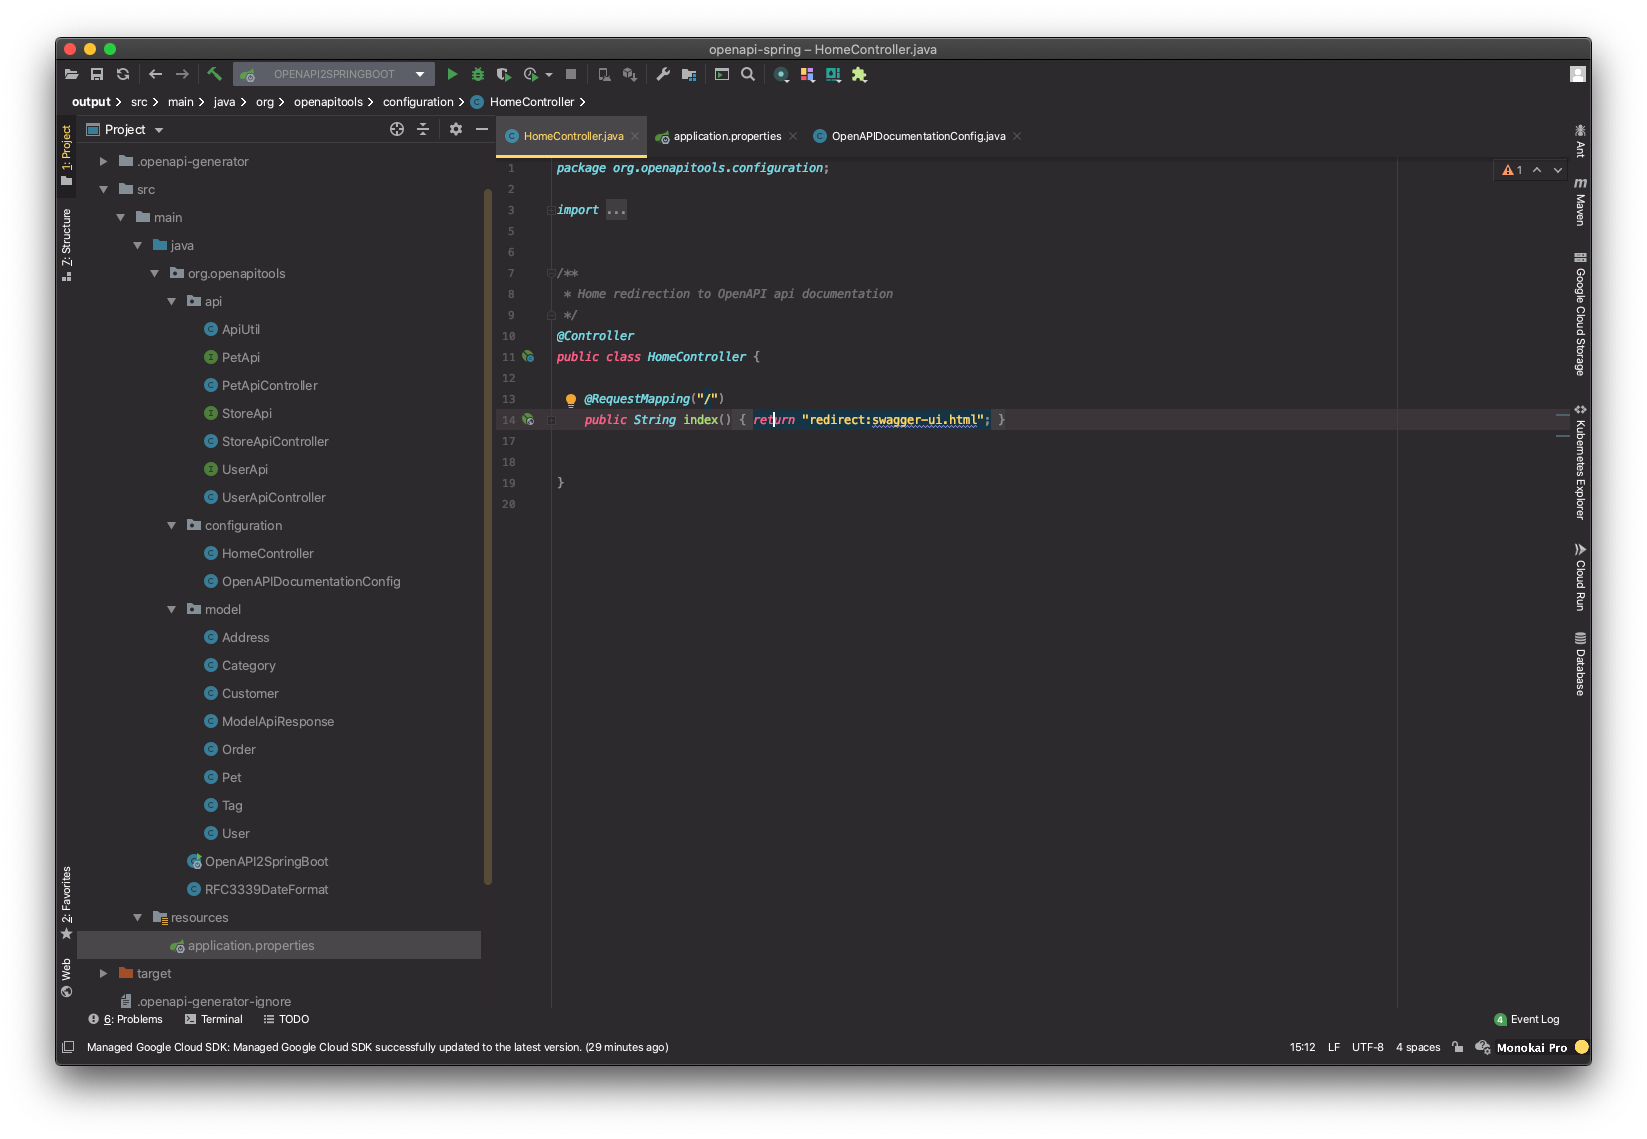 openapi-spring – HomeController.java
OPENAPI2SPRINGBOOT
output src main java org openapitools configuration HomeController
1: Project
Z: Structure
2: Favorites
Web
Project
.openapi-generator
src
main
java
org.openapitools
api
ApiUtil
PetApi
PetApiController
StoreApi
StoreApiController
UserApi
UserApiController
configuration
HomeController
OpenAPIDocumentationConfig
model
Address
Category
Customer
ModelApiResponse
Order
Pet
Tag
User
OpenAPI2SpringBoot
RFC3339DateFormat
resources
application.properties
target
.openapi-generator-ignore
HomeController.java application.properties OpenAPIDocumentationConfig.java
1 package org.openapitools.configuration;
2
3 import ...
5
6
7 /**
8 * Home redirection to OpenAPI api documentation
9 */
10 @Controller
11 public class HomeController {
12
13 @RequestMapping("/")
14 public String index() { return "redirect:swagger-ui.html"; }
17
18
19 }
20
1
Ant
m Maven
Google Cloud Storage
Kubernetes Explorer
Cloud Run
Database
6: Problems Terminal TODO
4 Event Log
Managed Google Cloud SDK: Managed Google Cloud SDK successfully updated to the latest version. (29 minutes ago)
15:12 LF UTF-8 4 spaces Monokai Pro